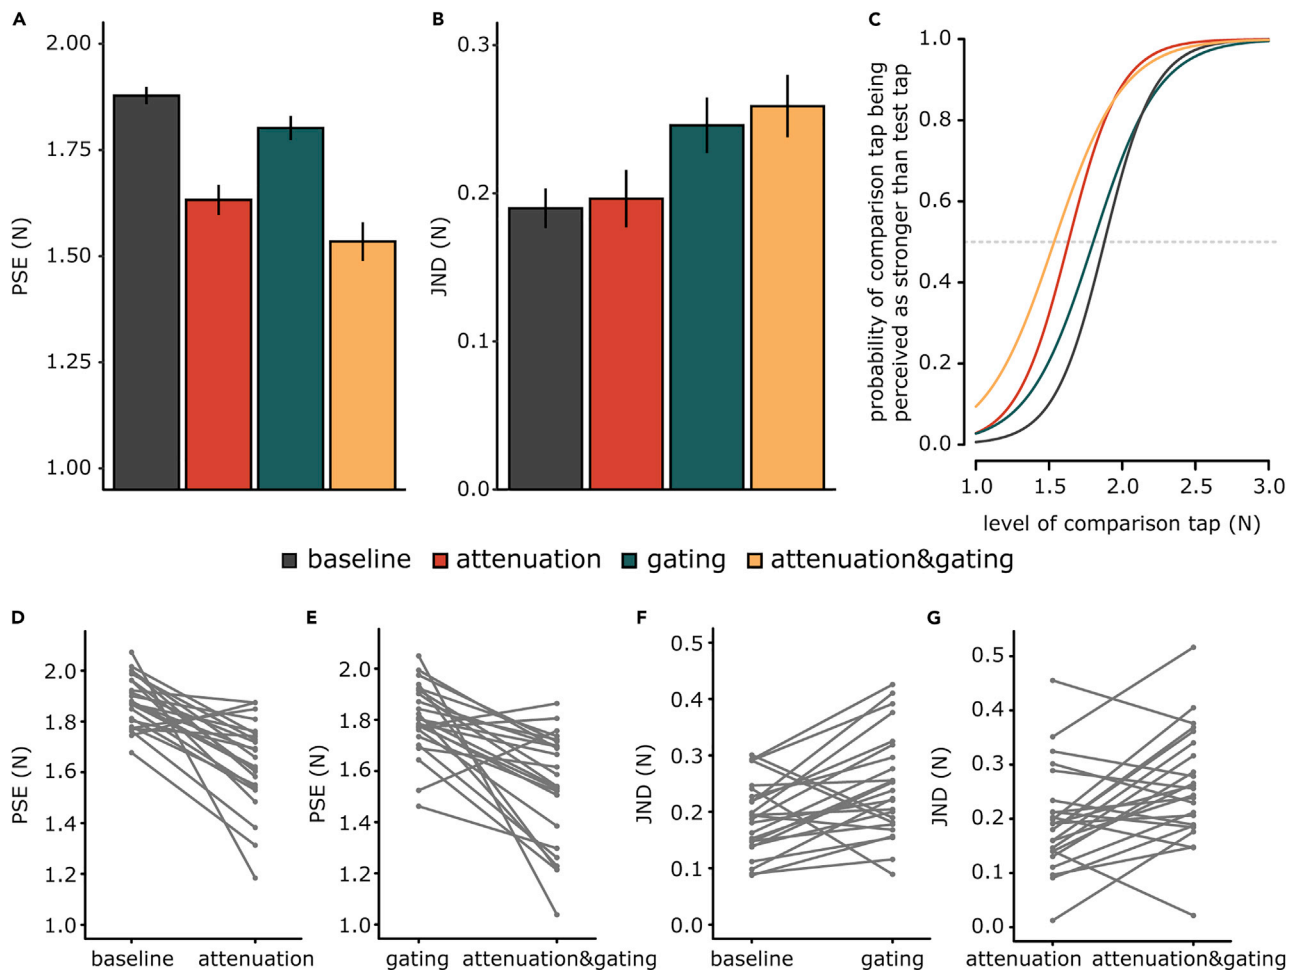 A
PSE (N)
2.00
1.75
1.50
1.25
1.00
B
JND (N)
0.3
0.2
0.1
0.0
C
probability of comparison tap being
perceived as stronger than test tap
1.0
0.8
0.6
0.4
0.2
0.0
1.0 1.5 2.0 2.5 3.0
level of comparison tap (N)
baseline attenuation gating attenuation&gating
D
PSE (N)
2.0
1.8
1.6
1.4
1.2
1.0
baseline attenuation
E
PSE (N)
2.0
1.8
1.6
1.4
1.2
1.0
gating attenuation&gating
F
JND (N)
0.5
0.4
0.3
0.2
0.1
0.0
baseline gating
G
JND (N)
0.5
0.4
0.3
0.2
0.1
0.0
attenuation attenuation&gating